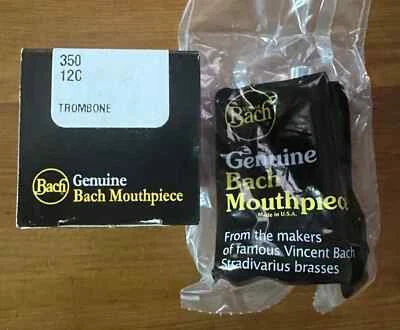 350
12C
TROMBONE
Bach
Genuine
Bach Mouthpiece
Bach
Genuine
Bach
Mouthpiece
Made in U.S.A.
From the makers
of famous Vincent Bach
Stradivarius brasses